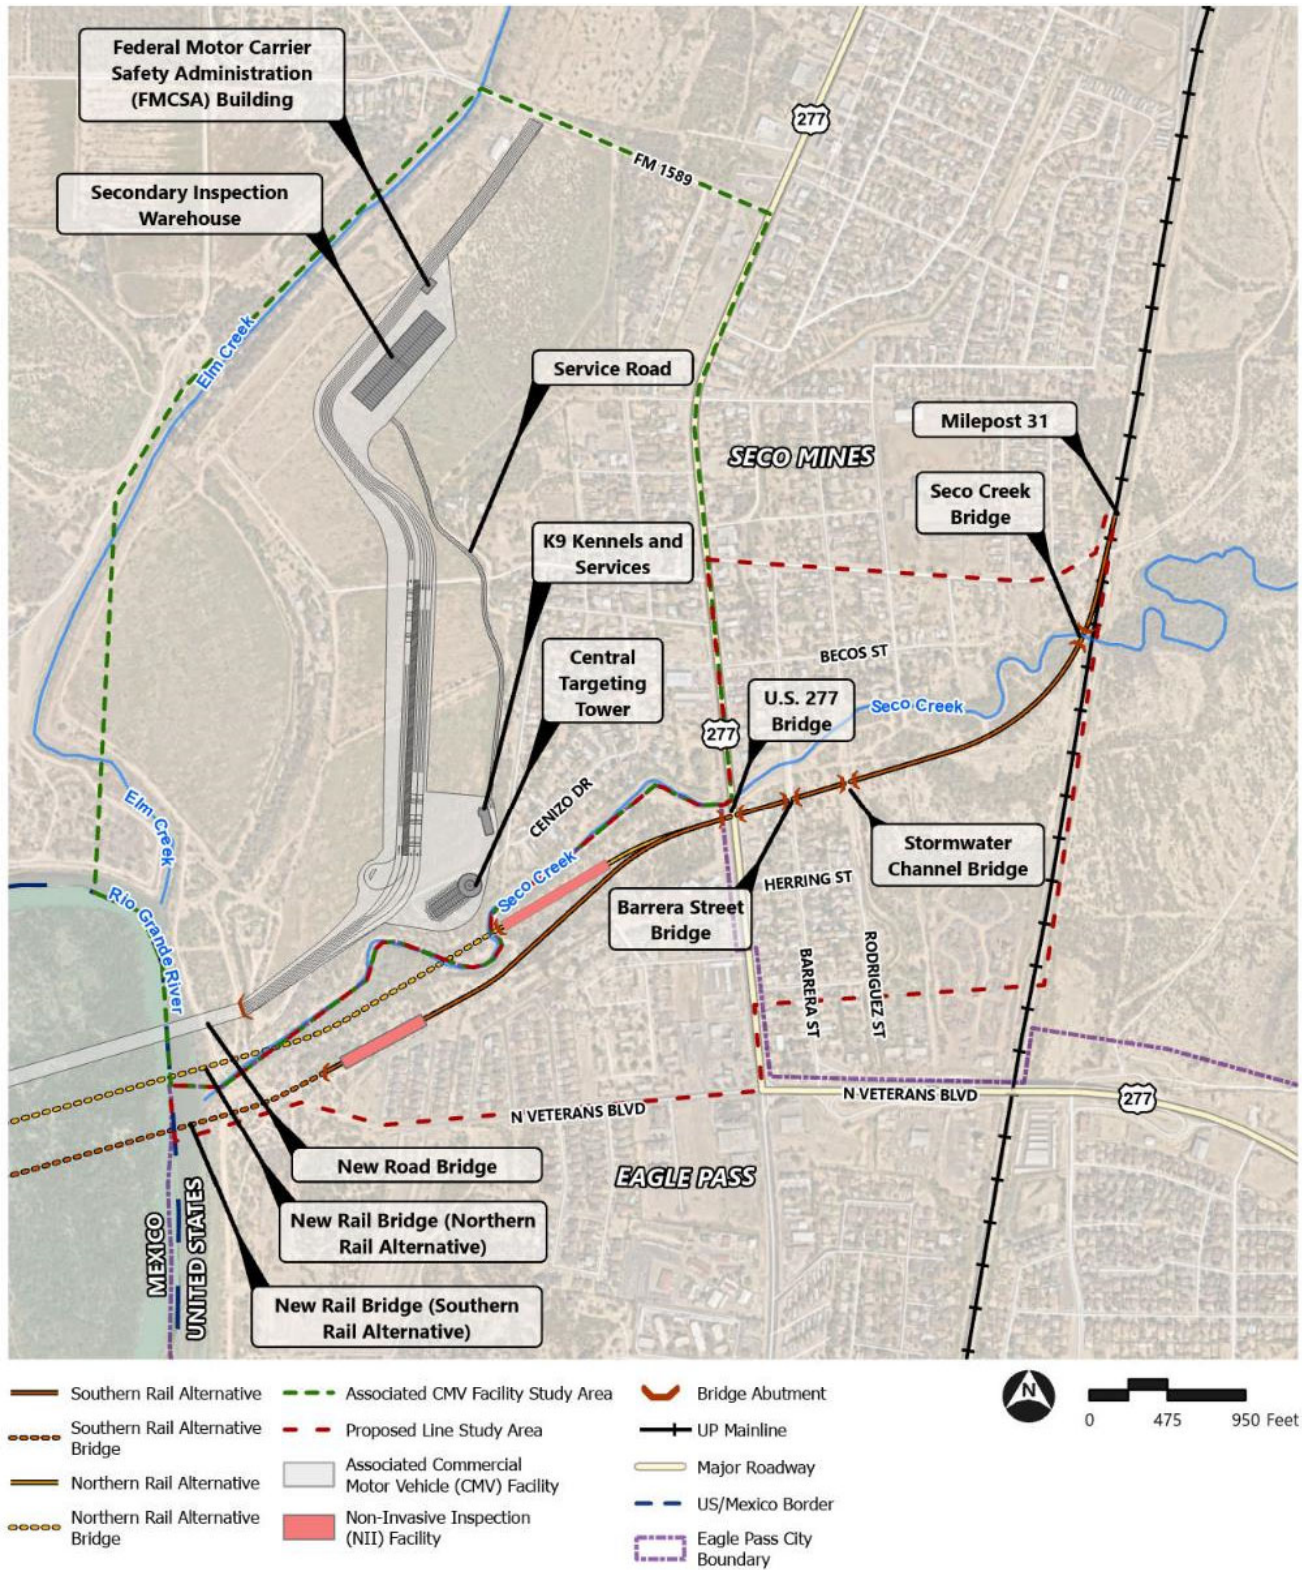 Federal Motor Carrier
Safety Administration
(FMCSA) Building
277
FM 1589
Secondary Inspection
Warehouse
Elm Creek
Service Road
Milepost 31
SECO MINES
Seco Creek
Bridge
K9 Kennels and
Services
BECOS ST
Central
Targeting
Tower
U.S. 277
Bridge
Seco Creek
277
Elm Creek
CENIZO DR
Stormwater
Channel Bridge
Seco Creek
HERRING ST
Barrera Street
Bridge
Rio Grande River
BARRERA ST
RODRIGUEZ ST
N VETERANS BLVD
N VETERANS BLVD
277
New Road Bridge
EAGLE PASS
New Rail Bridge (Northern
Rail Alternative)
MEXICO
UNITED STATES
New Rail Bridge (Southern
Rail Alternative)
Southern Rail Alternative
Southern Rail Alternative
Bridge
Northern Rail Alternative
Northern Rail Alternative
Bridge
Associated CMV Facility Study Area
Proposed Line Study Area
Associated Commercial
Motor Vehicle (CMV) Facility
Non-Invasive Inspection
(NII) Facility
Bridge Abutment
UP Mainline
Major Roadway
US/Mexico Border
Eagle Pass City
Boundary
N
0 475 950 Feet